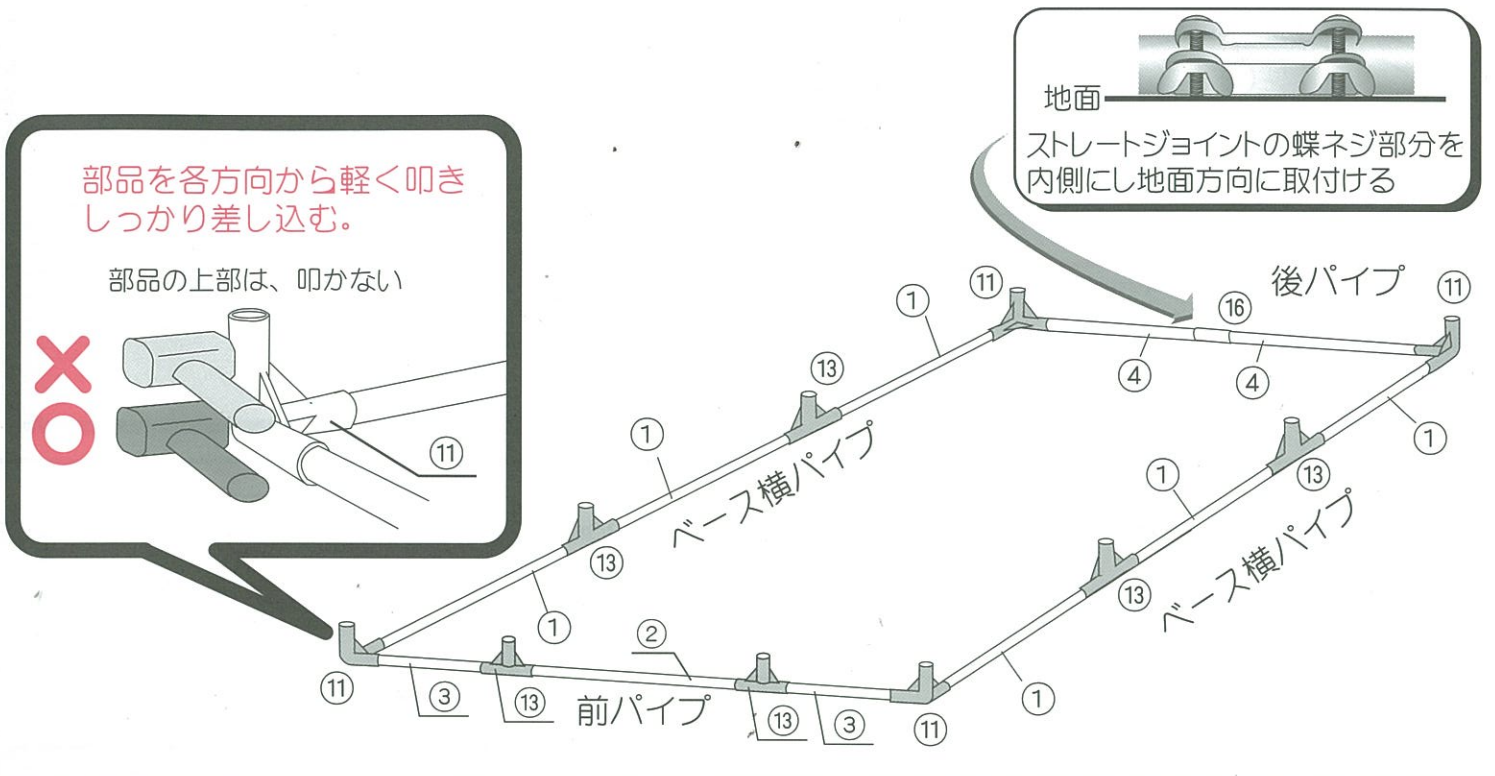 地面
ストレートジョイントの蝶ネジ部分を
内側にし地面方向に取付ける
部品を各方向から軽く叩き
しっかり差し込む。
部品の上部は、叩かない
⑪
後パイプ
⑪
①
⑪
⑯
④
④
⑬
①
ベース横パイプ
⑬
①
①
⑬
①
ベース横パイプ
⑬
①
②
⑪
③
⑬
前パイプ
⑬
③
⑪